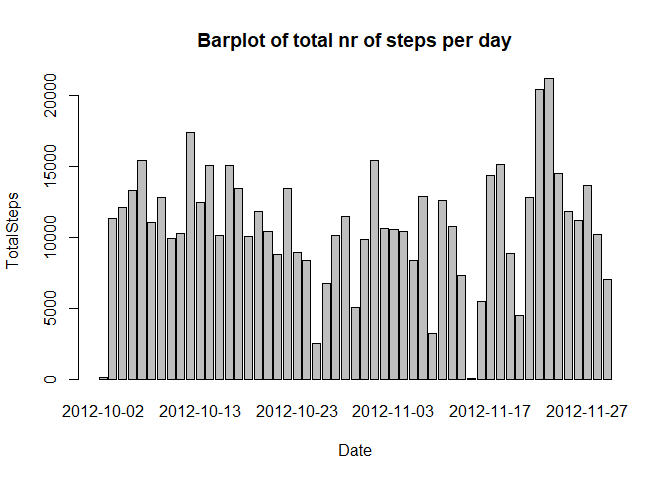 Barplot of total nr of steps per day
TotalSteps
20000
15000
10000
5000
0
2012-10-02 2012-10-13 2012-10-23 2012-11-03 2012-11-17 2012-11-27
Date